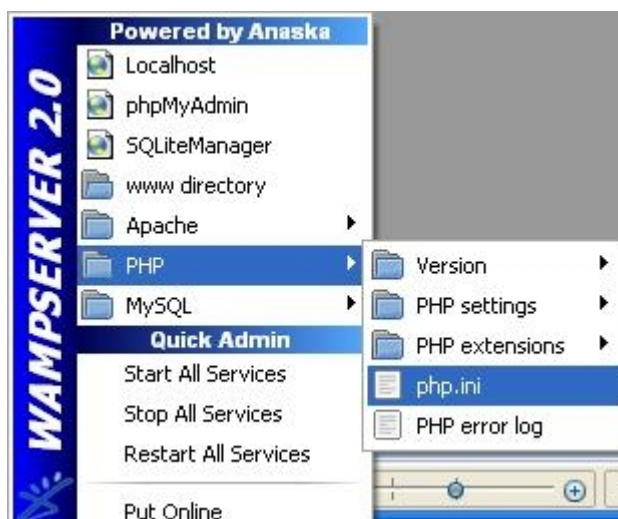 Powered by Anaska
WAMPSERVER 2.0
Localhost
phpMyAdmin
SQLiteManager
www directory
Apache
PHP
MySQL
Quick Admin
Start All Services
Stop All Services
Restart All Services
Put Online
Version
PHP settings
PHP extensions
php.ini
PHP error log